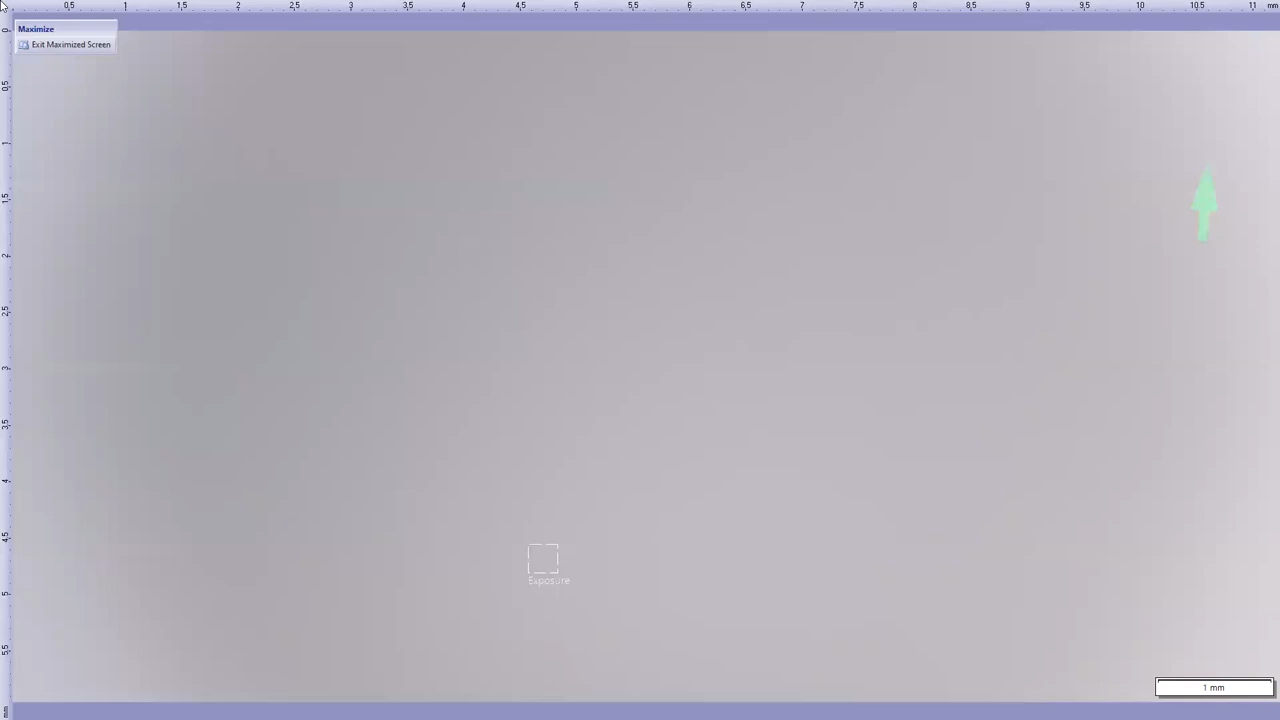 0,5 1 1,5 2 2,5 3 3,5 4 4,5 5 5,5 6 6,5 7 7,5 8 8,5 9 9,5 10 10,5 11 mm
Maximize
Exit Maximized Screen
0
0,5
1
1,5
2
2,5
3
3,5
4
4,5
5
5,5
mm
Exposure
1 mm